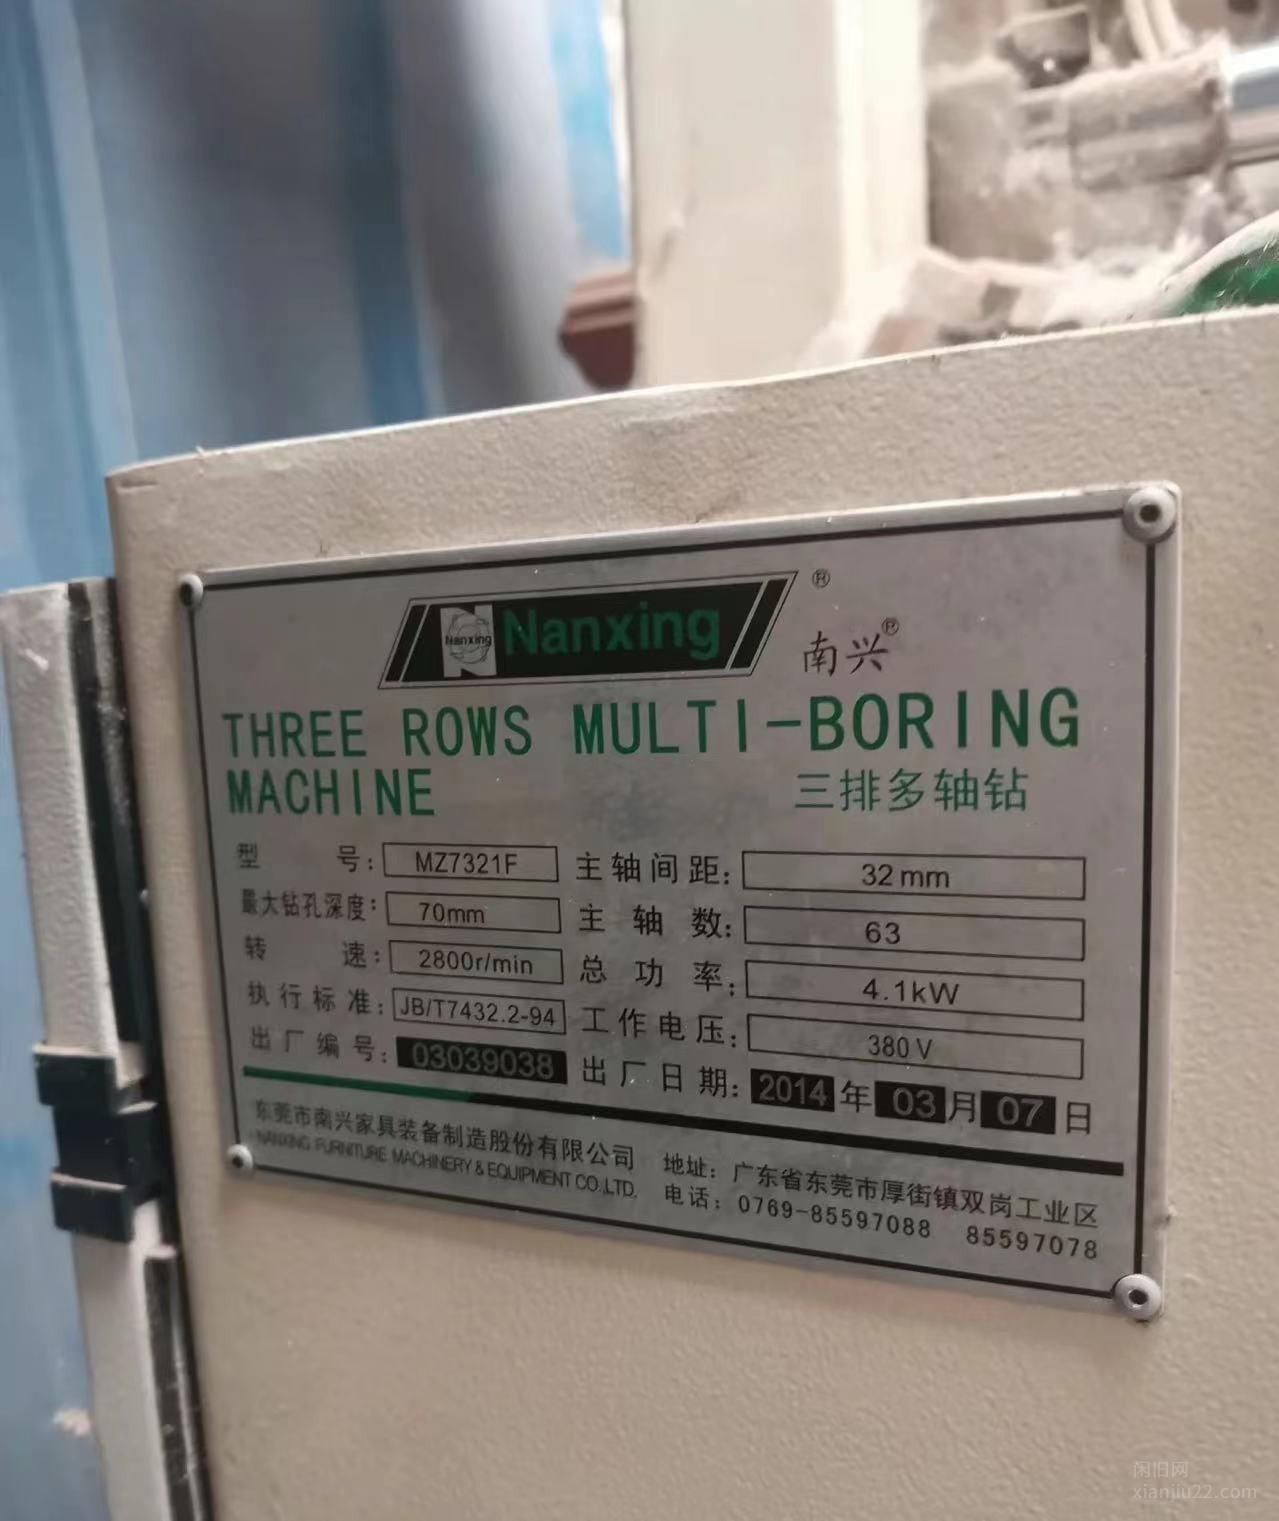 Nanxing Nanxing ®
南兴®
THREE ROWS MULTI-BORING
MACHINE 三排多轴钻
型号: MZ7321F 主轴间距: 32mm
最大钻孔深度: 70mm 主轴数: 63
转速: 2800r/min 总功率: 4.1kW
执行标准: JB/T7432.2-94 工作电压: 380V
出厂编号: 03039038 出厂日期: 2014年03月07日
东莞市南兴家具装备制造股份有限公司
NANXING FURNITURE MACHINERY & EQUIPMENT CO.LTD.
地址: 广东省东莞市厚街镇双岗工业区
电话: 0769-85597088 85597078
闲旧网
xianjiu22.com